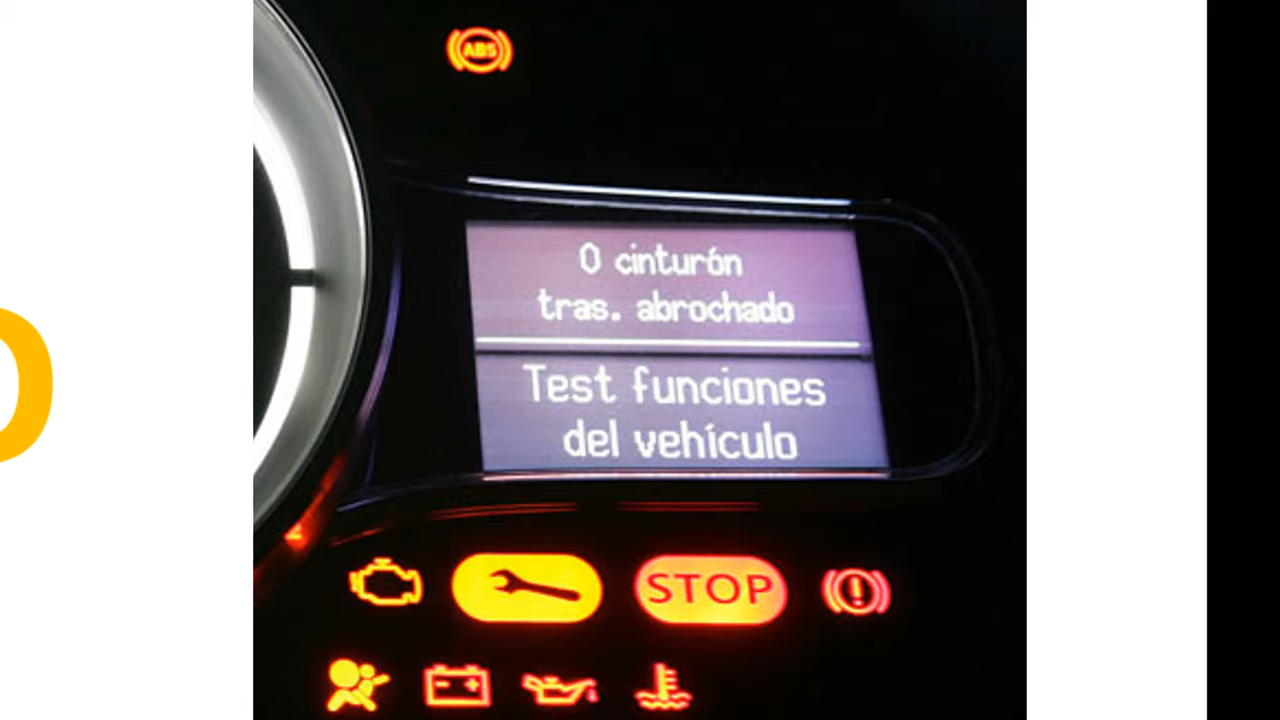 ABS
0 cinturón
tras. abrochado
Test funciones
del vehículo
STOP